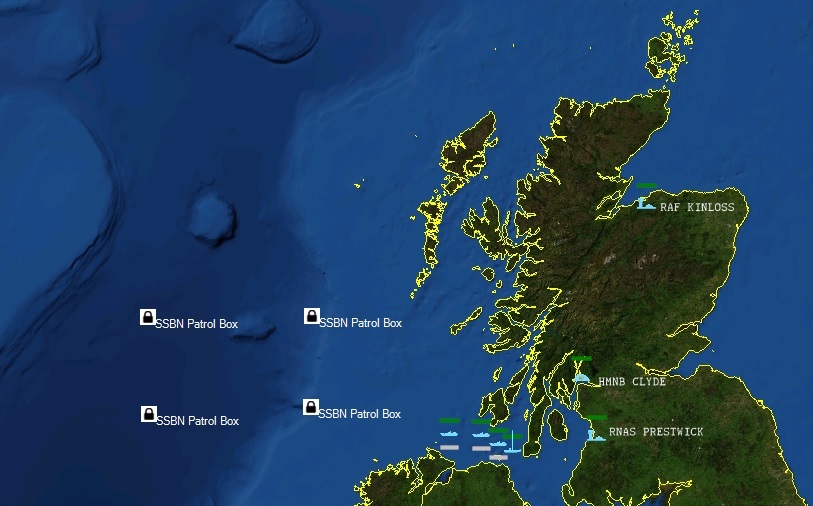 RAF KINLOSS
SSBN Patrol Box
SSBN Patrol Box
HMNB CLYDE
SSBN Patrol Box
SSBN Patrol Box
RNAS PRESTWICK